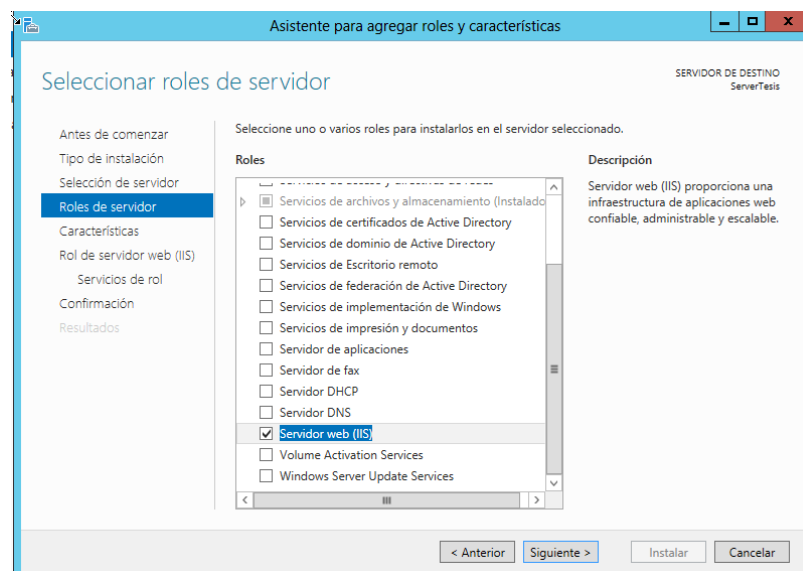 Asistente para agregar roles y características
Seleccionar roles de servidor
SERVIDOR DE DESTINO
ServerTesis
Antes de comenzar
Tipo de instalación
Selección de servidor
Roles de servidor
Características
Rol de servidor web (IIS)
Servicios de rol
Confirmación
Resultados
Seleccione uno o varios roles para instalarlos en el servidor seleccionado.
Roles
Servicios de archivos y almacenamiento (Instalado
Servicios de certificados de Active Directory
Servicios de dominio de Active Directory
Servicios de Escritorio remoto
Servicios de federación de Active Directory
Servicios de implementación de Windows
Servicios de impresión y documentos
Servidor de aplicaciones
Servidor de fax
Servidor DHCP
Servidor DNS
Servidor web (IIS)
Volume Activation Services
Windows Server Update Services
Descripción
Servidor web (IIS) proporciona una
infraestructura de aplicaciones web
confiable, administrable y escalable.
< Anterior
Siguiente >
Instalar
Cancelar